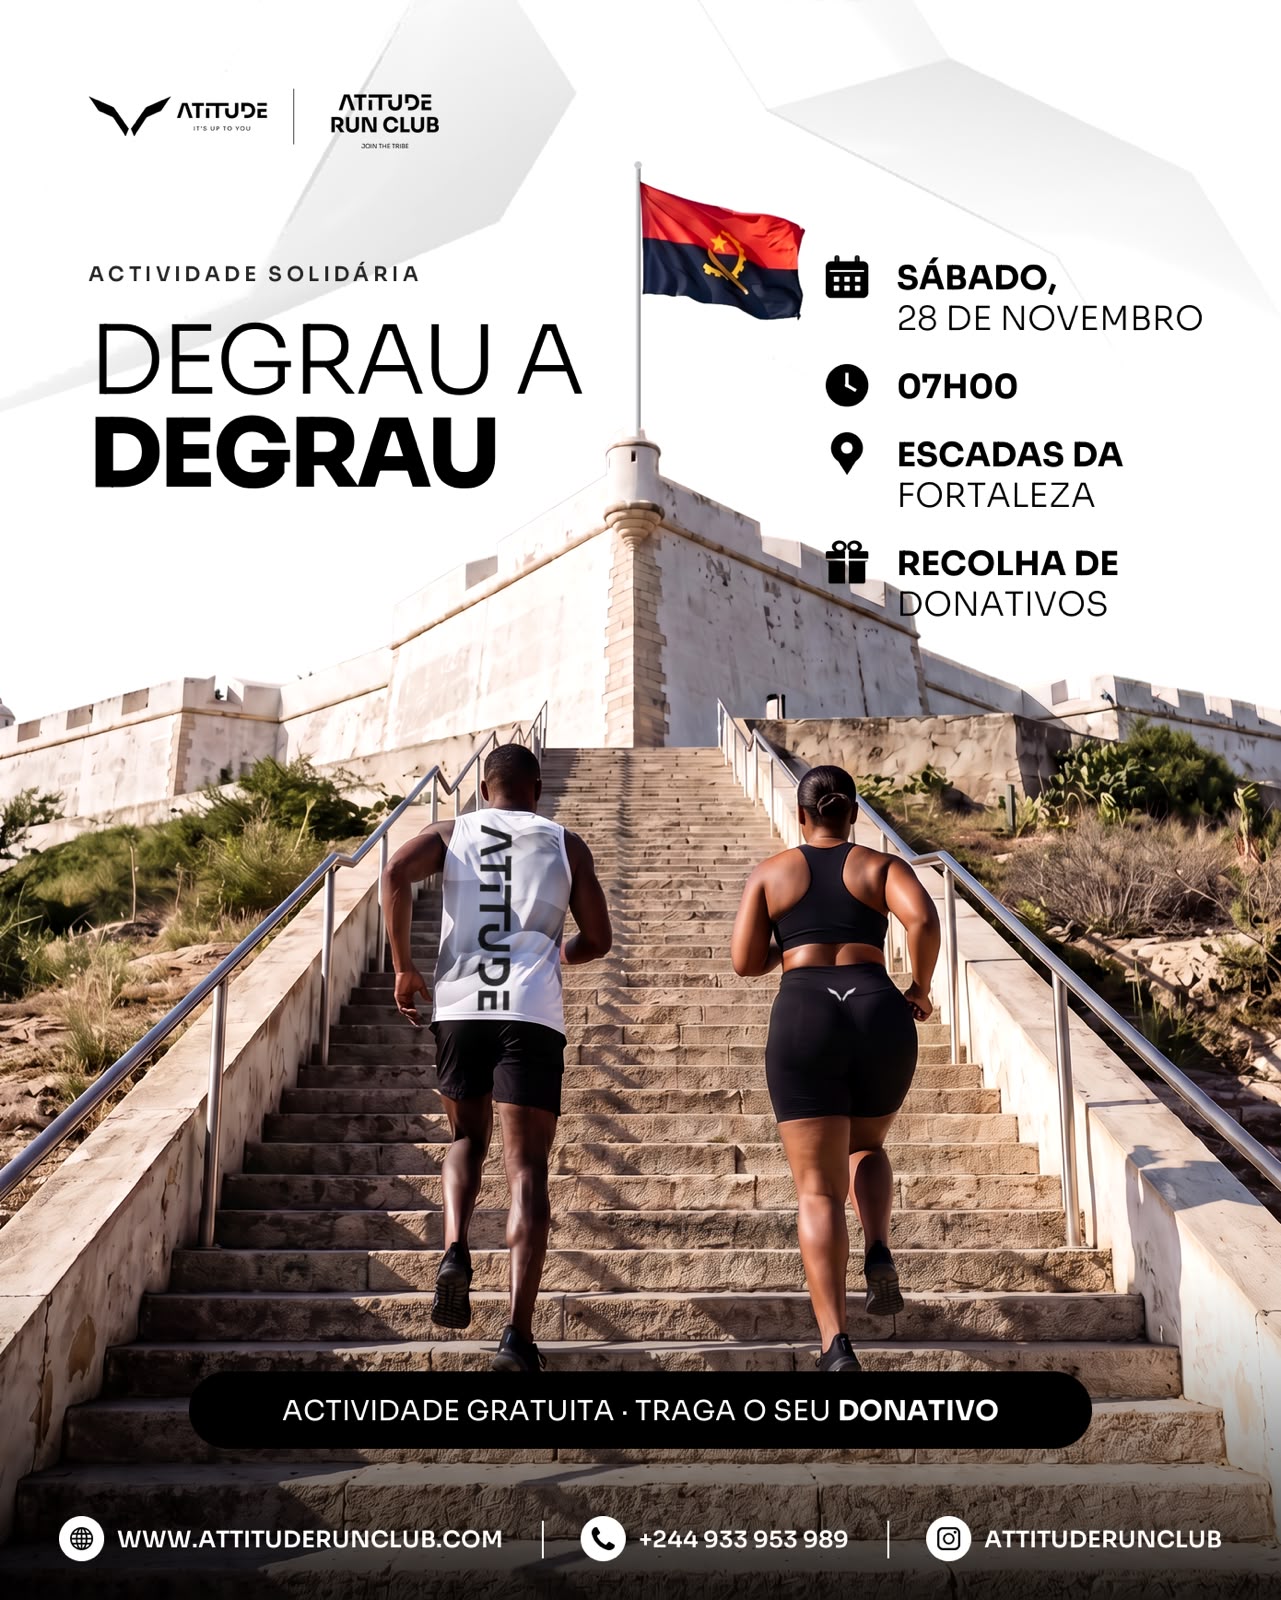 ATITUDE
IT'S UP TO YOU
ATITUDE
RUN CLUB
JOIN THE TRIBE
ACTIVIDADE SOLIDÁRIA
DEGRAU A
DEGRAU
SÁBADO,
28 DE NOVEMBRO
07H00
ESCADAS DA
FORTALEZA
RECOLHA DE
DONATIVOS
ATITUDE
ACTIVIDADE GRATUITA · TRAGA O SEU DONATIVO
WWW.ATTITUDERUNCLUB.COM
+244 933 953 989
ATTITUDERUNCLUB